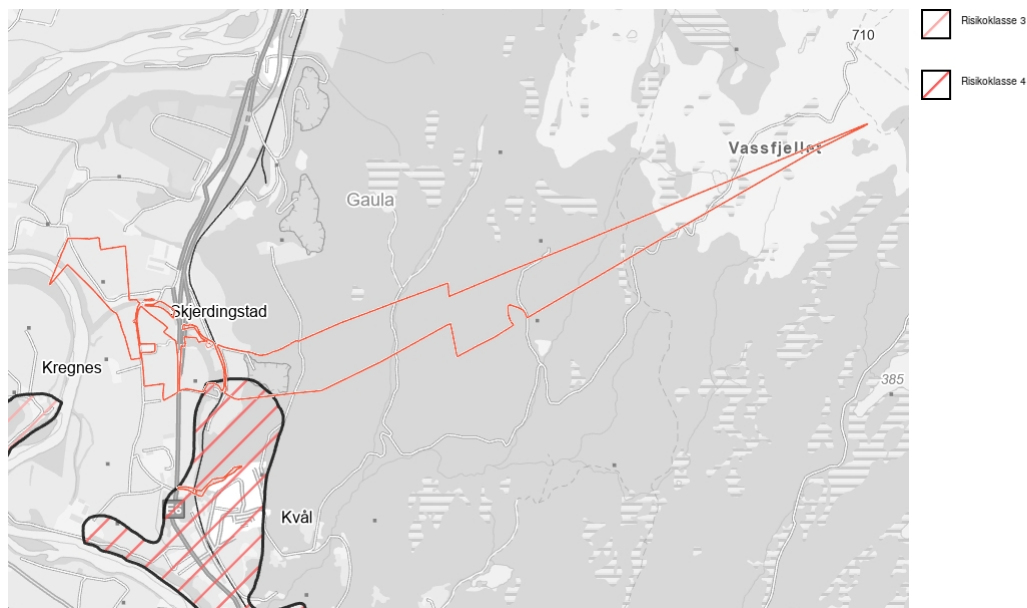 Risikoklasse 3
Risikoklasse 4
710
Vassfjellet
Gaula
Skjerdingstad
Kregnes
385
Kvål